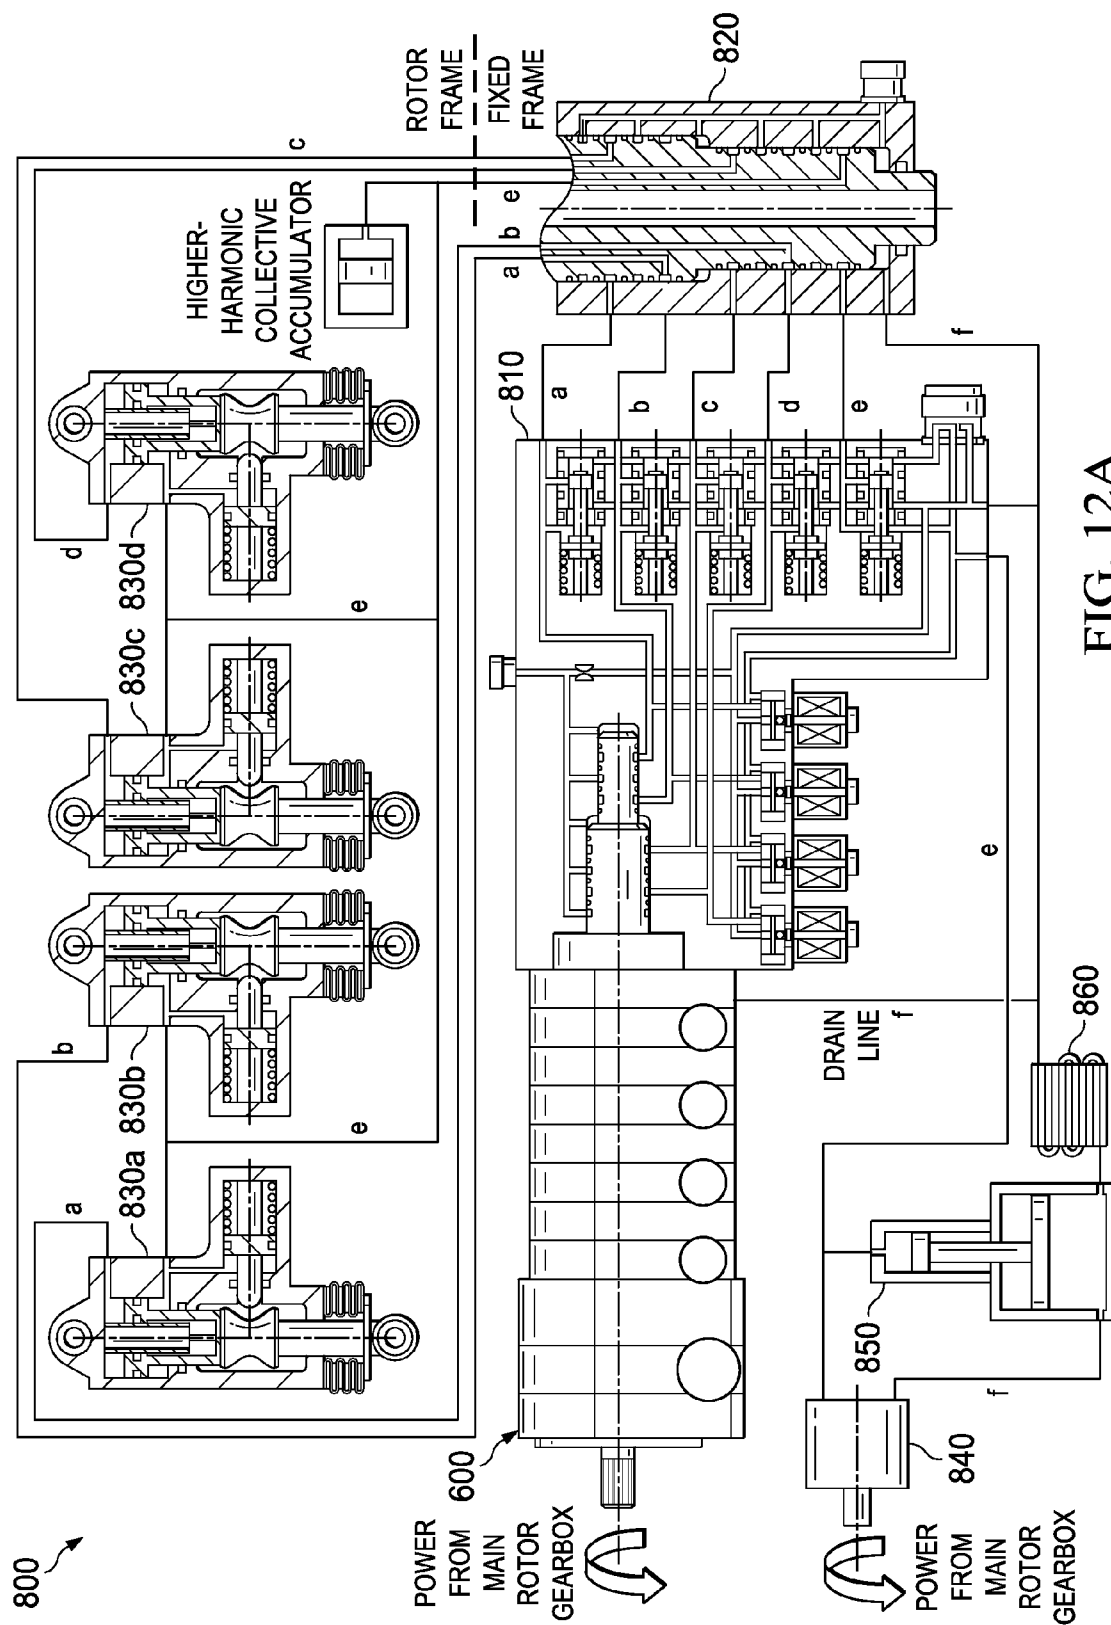 800
a
830a
b
830b
e
830c
d
830d
e
c
HIGHER-
HARMONIC
COLLECTIVE
ACCUMULATOR
ROTOR
FRAME
FIXED
FRAME
a
b
e
820
810
a
b
c
d
e
f
600
POWER
FROM
MAIN
ROTOR
GEARBOX
DRAIN
LINE
f
e
860
850
f
840
POWER
FROM
MAIN
ROTOR
GEARBOX
FIG. 12A